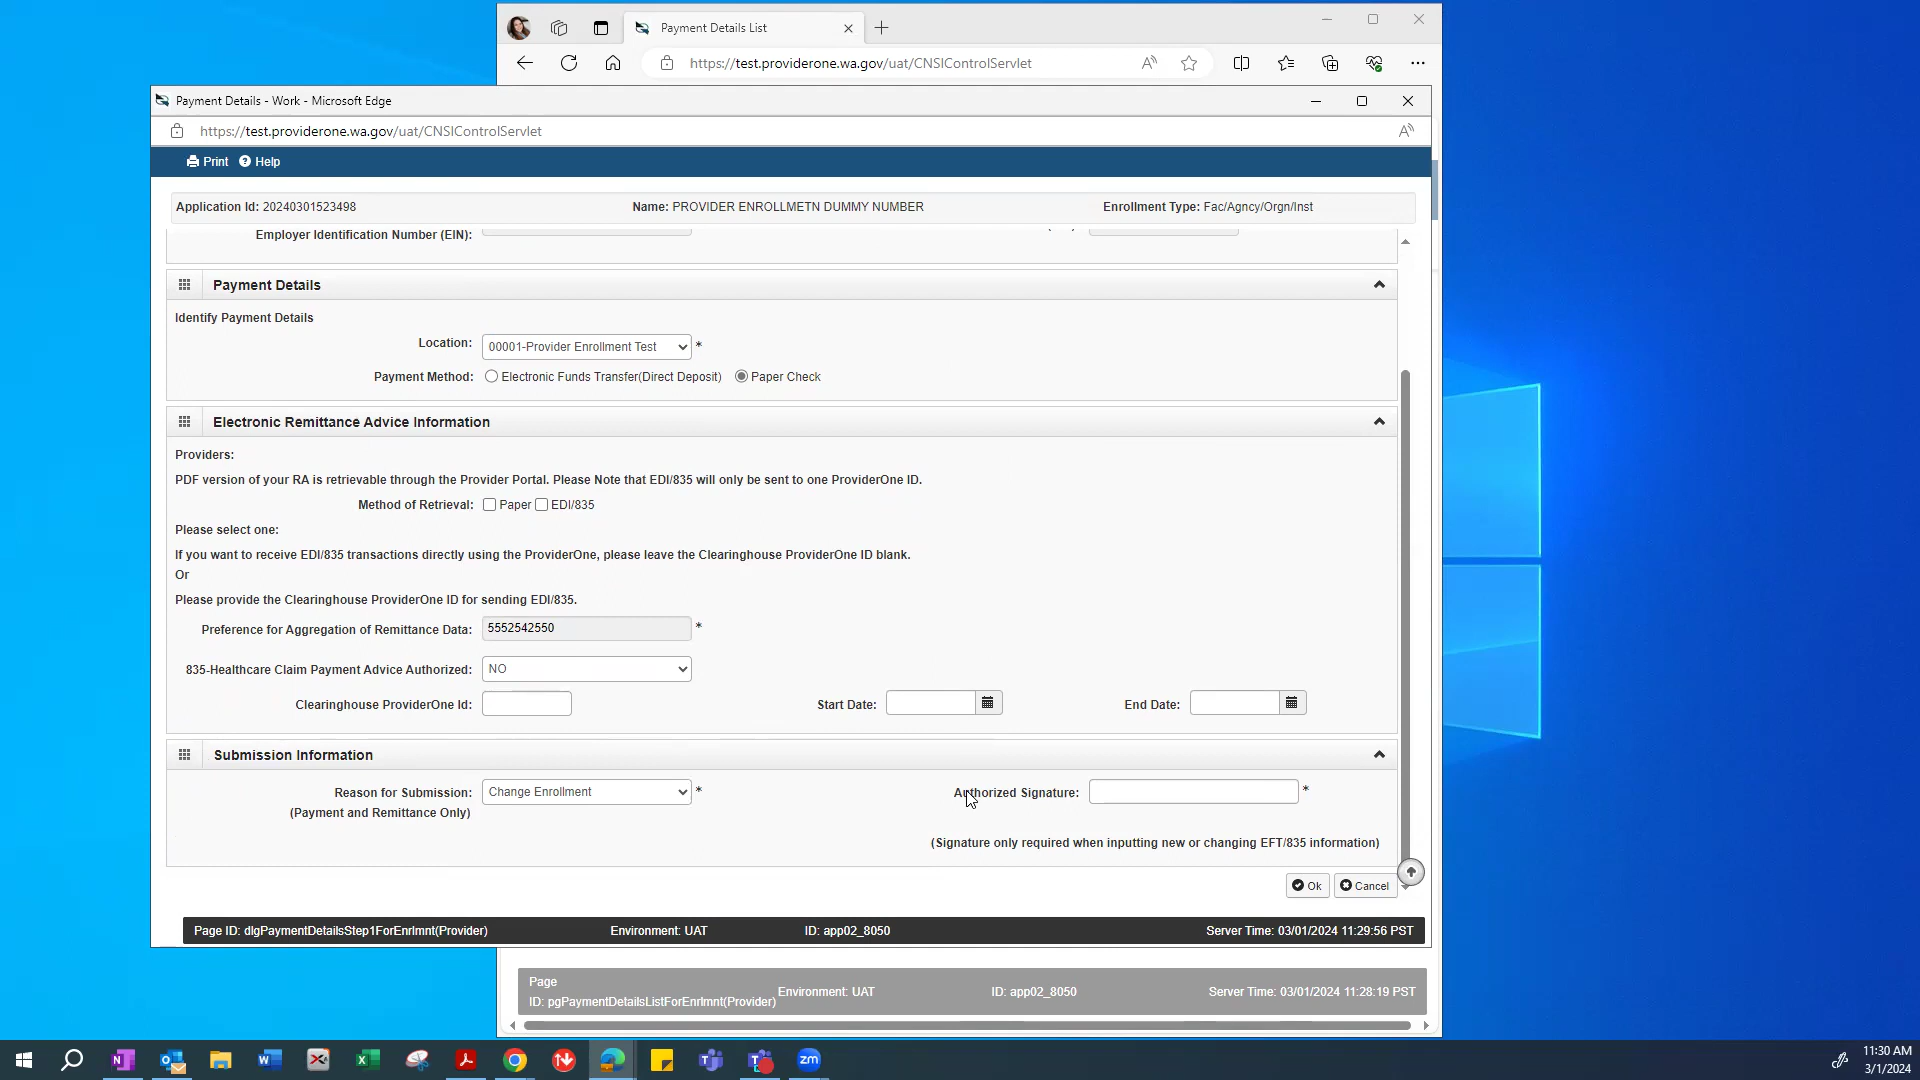 Payment Details List
https://test.providerone.wa.gov/uat/CNSIControlServlet
Payment Details - Work - Microsoft Edge
https://test.providerone.wa.gov/uat/CNSIControlServlet
Print Help
Application Id: 20240301523498 Name: PROVIDER ENROLLMETN DUMMY NUMBER Enrollment Type: Fac/Agncy/Orgn/Inst
Employer Identification Number (EIN):
Payment Details
Identify Payment Details
Location: 00001-Provider Enrollment Test *
Payment Method: Electronic Funds Transfer(Direct Deposit) Paper Check
Electronic Remittance Advice Information
Providers:
PDF version of your RA is retrievable through the Provider Portal. Please Note that EDI/835 will only be sent to one ProviderOne ID.
Method of Retrieval: Paper EDI/835
Please select one:
If you want to receive EDI/835 transactions directly using the ProviderOne, please leave the Clearinghouse ProviderOne ID blank.
Or
Please provide the Clearinghouse ProviderOne ID for sending EDI/835.
Preference for Aggregation of Remittance Data: 5552542550 *
835-Healthcare Claim Payment Advice Authorized: NO
Clearinghouse ProviderOne Id: Start Date: End Date:
Submission Information
Reason for Submission: Change Enrollment * Authorized Signature: *
(Payment and Remittance Only)
(Signature only required when inputting new or changing EFT/835 information)
Ok Cancel
Page ID: dlgPaymentDetailsStep1ForEnrlmnt(Provider) Environment: UAT ID: app02_8050 Server Time: 03/01/2024 11:29:56 PST
Page
ID: pgPaymentDetailsListForEnrlmnt(Provider) Environment: UAT ID: app02_8050 Server Time: 03/01/2024 11:28:19 PST
11:30 AM
3/1/2024